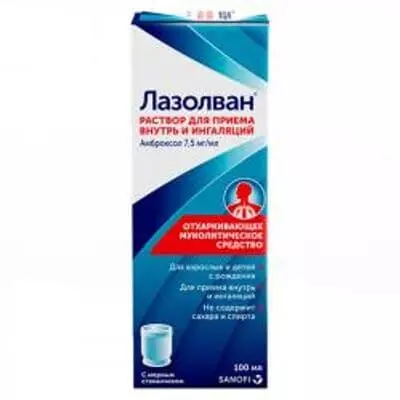 Лазолван®
РАСТВОР ДЛЯ ПРИЕМА
ВНУТРЬ И ИНГАЛЯЦИЙ
Амброксол 7,5 мг/мл
ОТХАРКИВАЮЩЕЕ
МУКОЛИТИЧЕСКОЕ
СРЕДСТВО
Для взрослых и детей
с рождения
Для приема внутрь
и ингаляций
Не содержит
сахара и спирта
С мерным
стаканчиком
100 мл
SANOFI